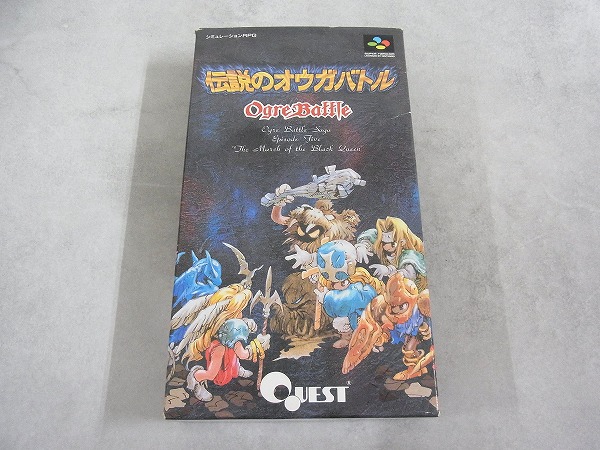 シミュレーションRPG
伝説のオウガバトル
Ogre Battle
Ogre Battle Saga
Episode Five
"The March of the Black Queen"
QUEST®